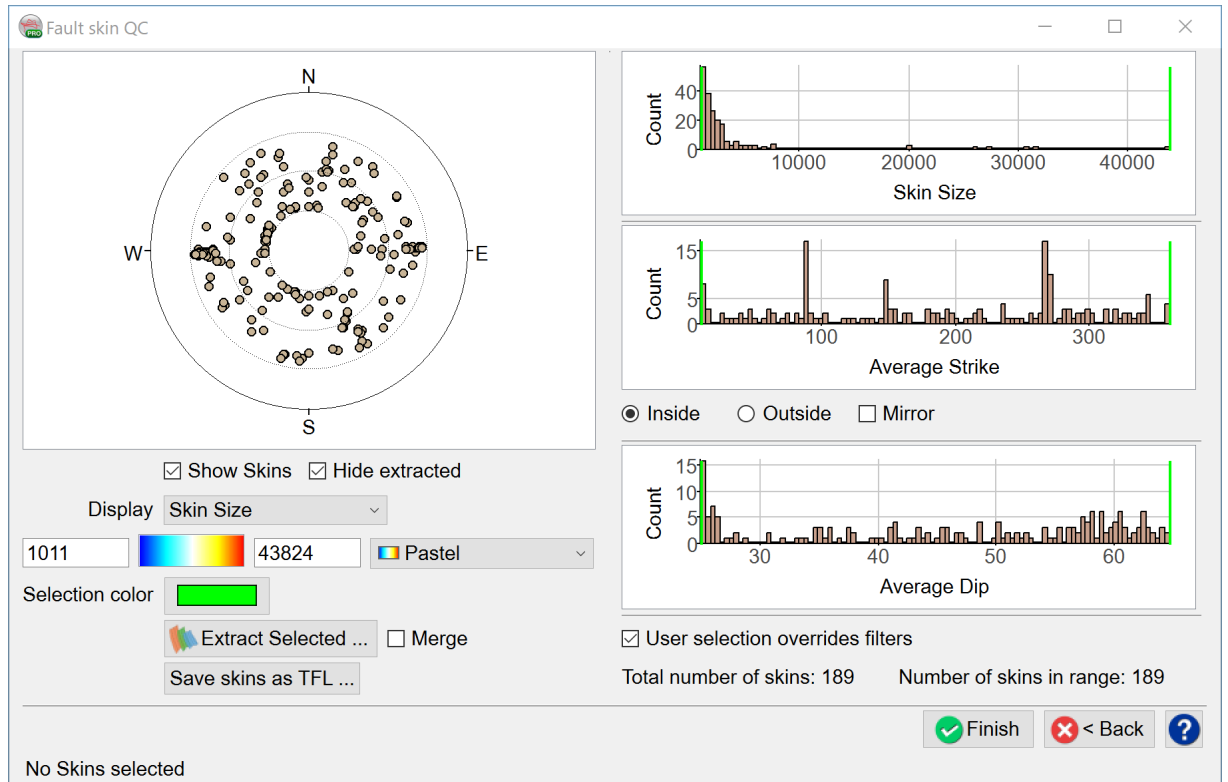 PRO Fault skin QC
N
W
E
S
Show Skins Hide extracted
Display Skin Size
1011 43824 Pastel
Selection color
Extract Selected ... Merge
Save skins as TFL ...
40
20
0
Count
10000 20000 30000 40000
Skin Size
15
5
0
Count
100 200 300
Average Strike
Inside Outside Mirror
15
10
5
0
Count
30 40 50 60
Average Dip
User selection overrides filters
Total number of skins: 189 Number of skins in range: 189
Finish < Back ?
No Skins selected